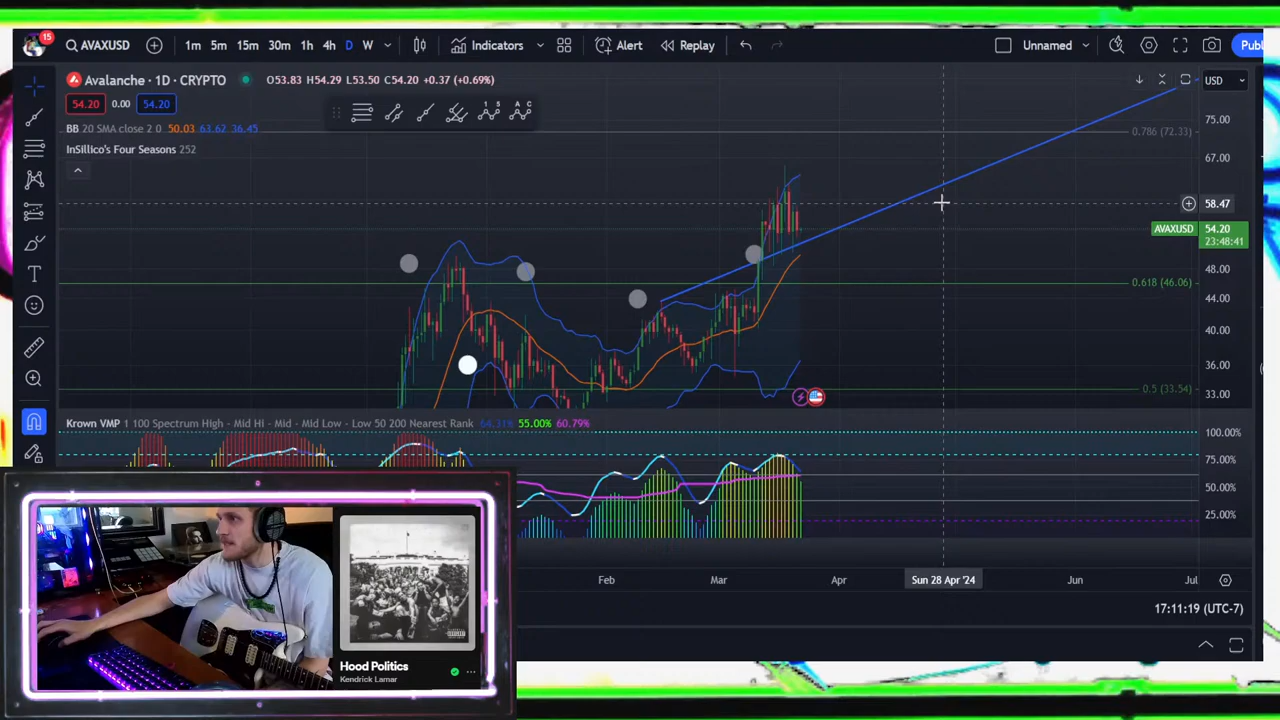 15
AVAXUSD
1m 5m 15m 30m 1h 4h D W
Indicators
Alert
Replay
Unnamed
Publ
Avalanche · 1D · CRYPTO
O53.83 H54.29 L53.50 C54.20 +0.37 (+0.69%)
USD
54.20 0.00 54.20
BB 20 SMA close 2 0 50.03 63.62 36.45
InSillico's Four Seasons 252
75.00
0.786 (72.33)
67.00
58.47
AVAXUSD 54.20
23:48:41
48.00
0.618 (46.06)
44.00
40.00
36.00
0.5 (33.54)
33.00
Krown VMP 1 100 Spectrum High - Mid Hi - Mid - Mid Low - Low 50 200 Nearest Rank 64.31% 55.00% 60.79%
100.00%
75.00%
50.00%
25.00%
Feb Mar Apr Sun 28 Apr '24 Jun Jul
17:11:19 (UTC-7)
Hood Politics
Kendrick Lamar